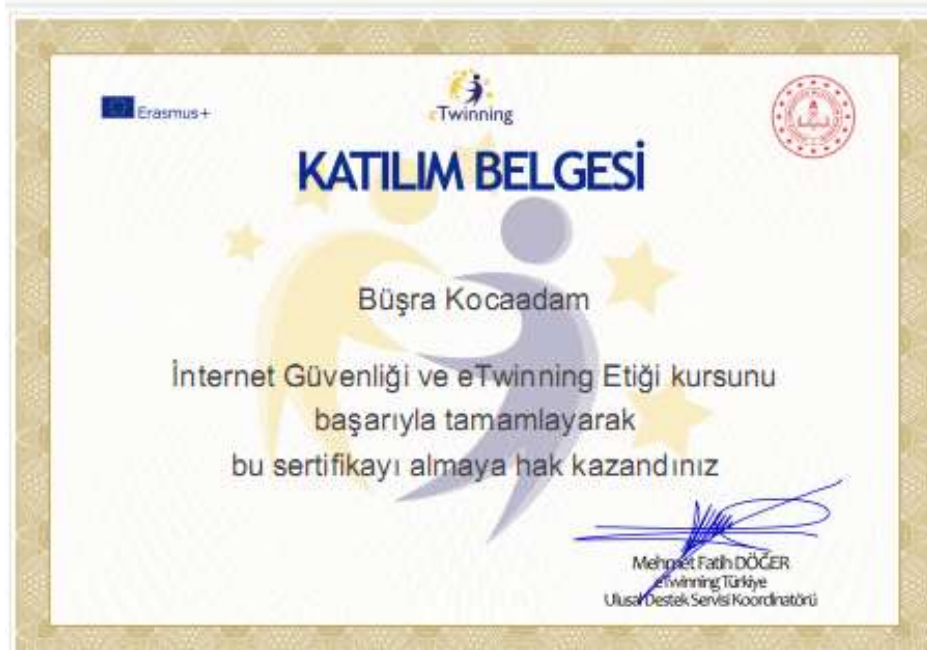 Erasmus+
eTwinning
KATILIM BELGESİ
Büşra Kocaadam
İnternet Güvenliği ve eTwinning Etiği kursunu
başarıyla tamamlayarak
bu sertifikayı almaya hak kazandınız
Mehmet Fatih DÖĞER
eTwinning Türkiye
Ulusal Destek Servisi Koordinatörü